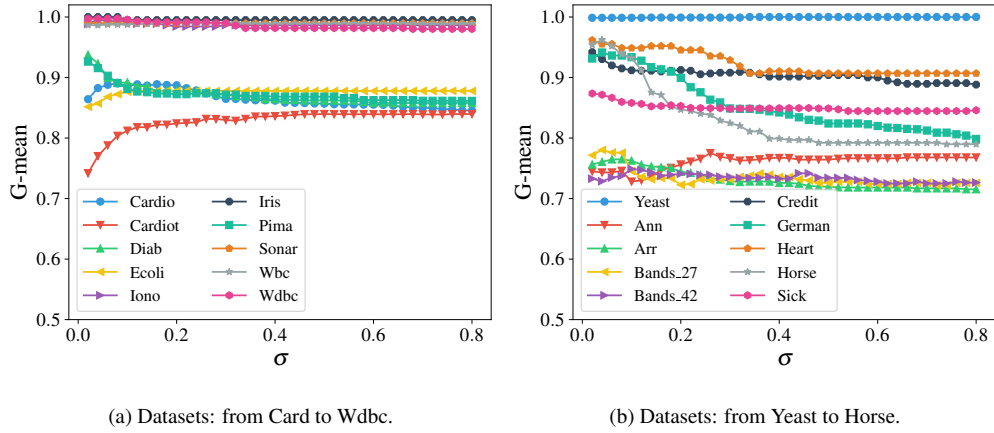 1.0
0.9
0.8
0.7
0.6
0.5
G-mean
Cardio
Cardiot
Diab
Ecoli
Iono
Iris
Pima
Sonar
Wbc
Wdbc
0.0 0.2 0.4 0.6 0.8
σ
(a) Datasets: from Card to Wdbc.
1.0
0.9
0.8
0.7
0.6
0.5
G-mean
Yeast
Ann
Arr
Bands_27
Bands_42
Credit
German
Heart
Horse
Sick
0.0 0.2 0.4 0.6 0.8
σ
(b) Datasets: from Yeast to Horse.